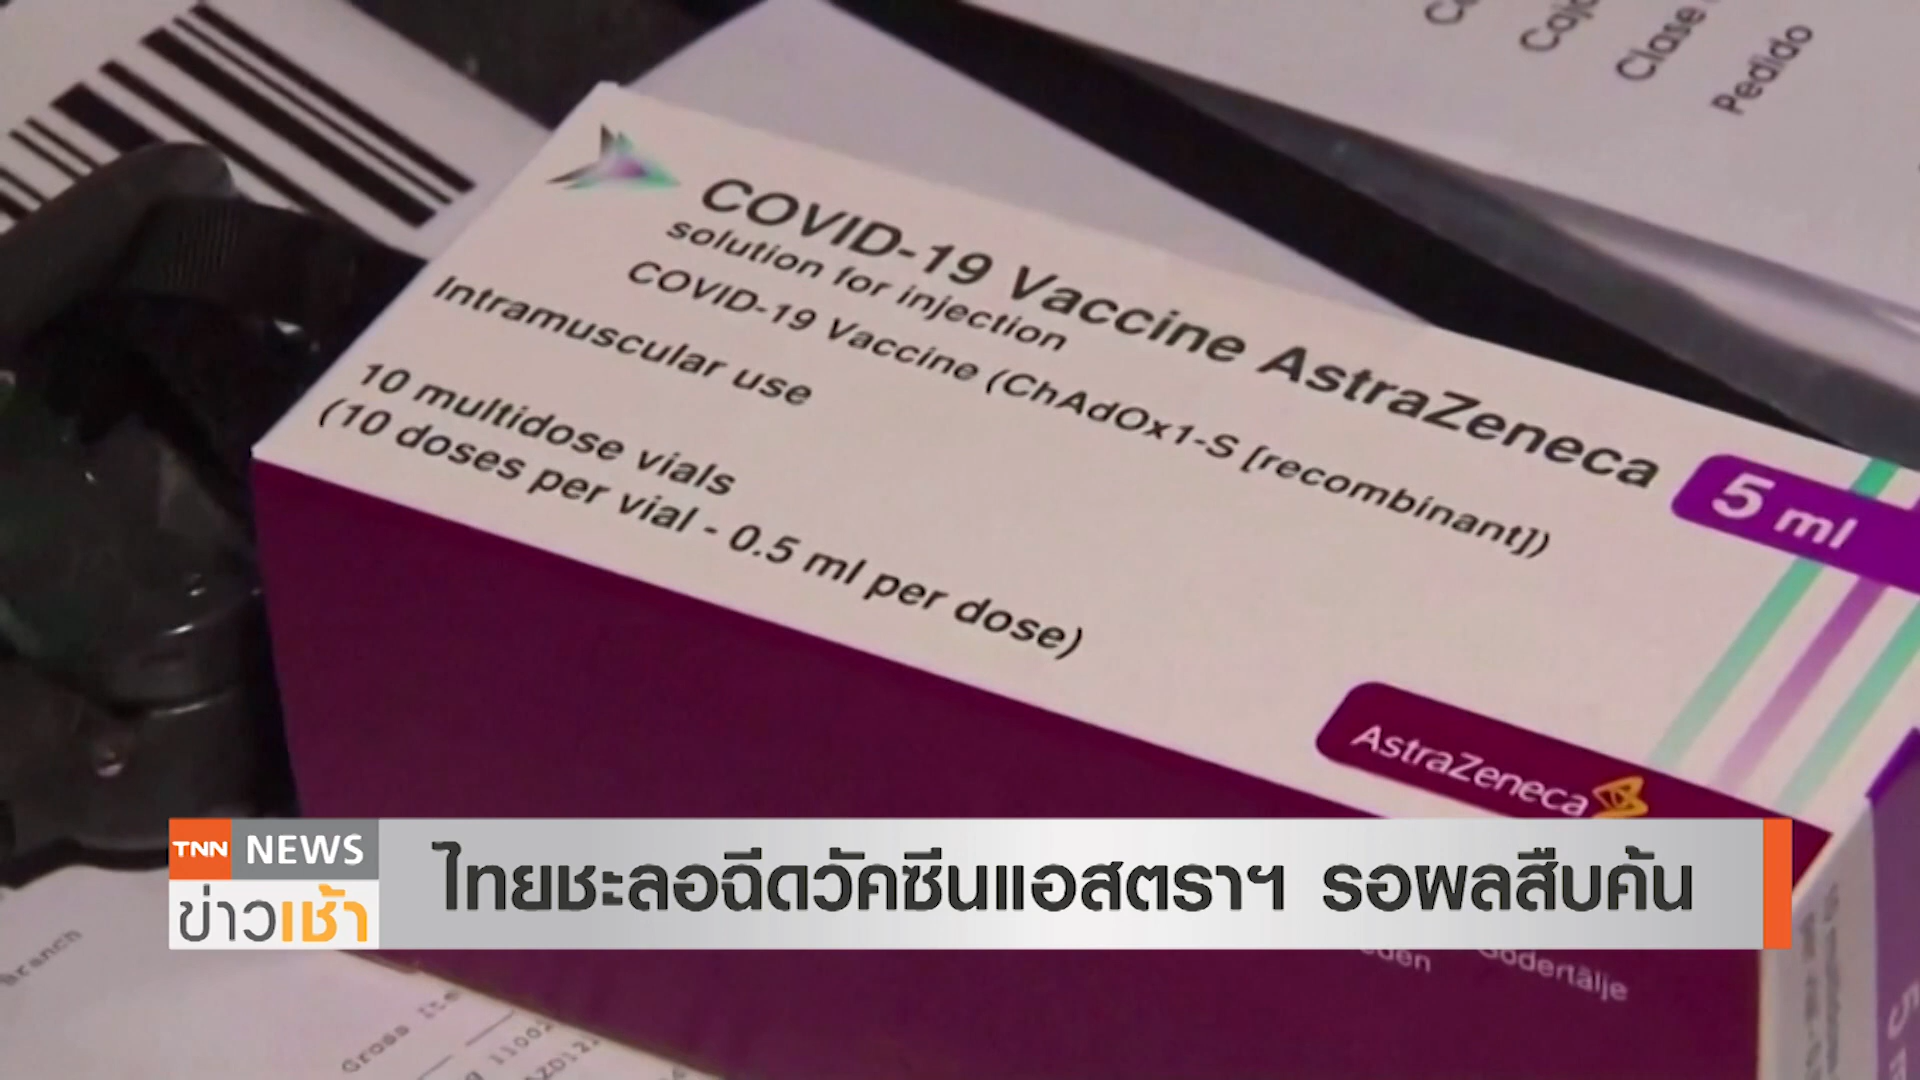 Clase
Pedido
COVID-19 Vaccine AstraZeneca
solution for injection
COVID-19 Vaccine (ChAdOx1-S [recombinant])
Intramuscular use
10 multidose vials
(10 doses per vial - 0.5 ml per dose)
5 ml
AstraZeneca
TNN NEWS
ข่าวเช้า
ไทยชะลอฉีดวัคซีนแอสตราฯ รอผลสืบค้น
Södertälje
Branch
Gross